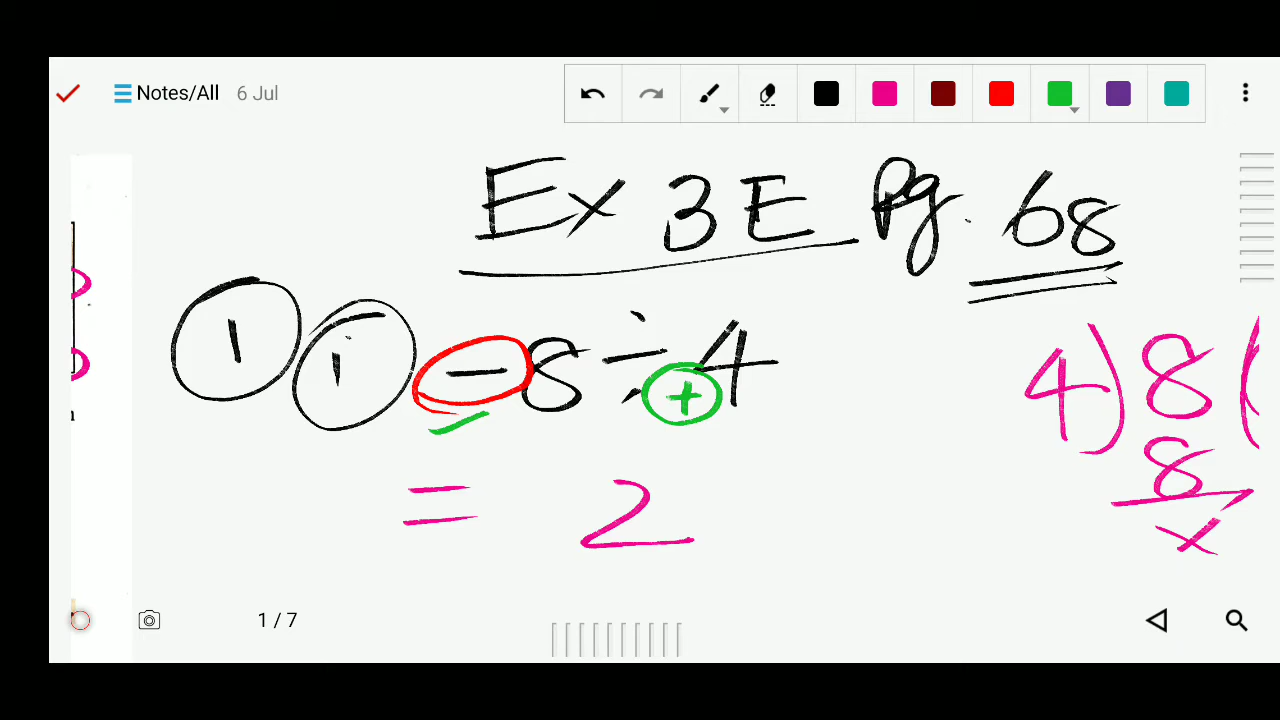 Notes/All 6 Jul
Ex 3E Pg. 68
1 i -8 ÷ 4
+
= 2
4)8(
8
x
1 / 7